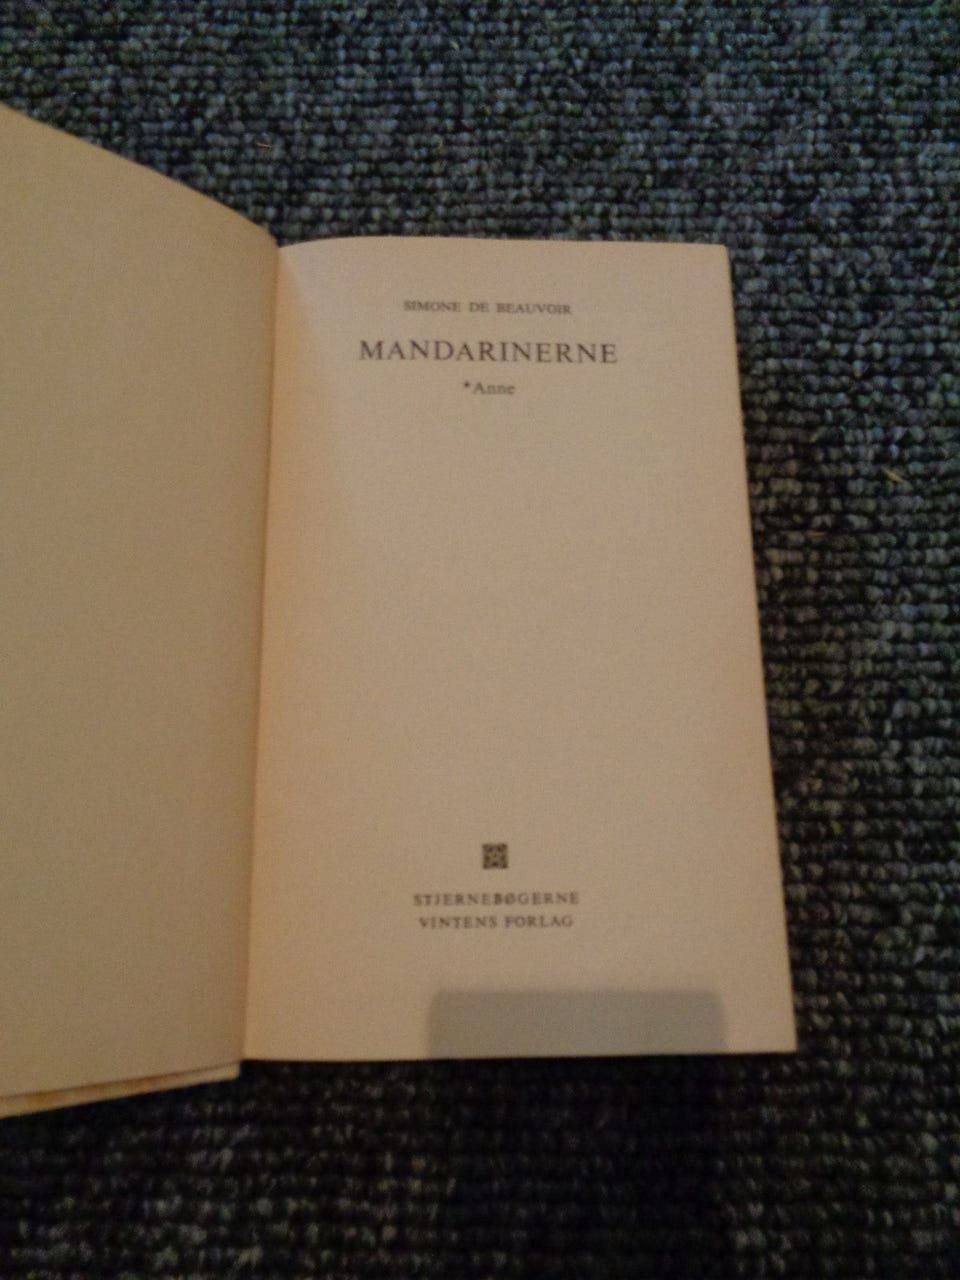 SIMONE DE BEAUVOIR
MANDARINERNE
*Anne
STJERNEBØGERNE
VINTENS FORLAG